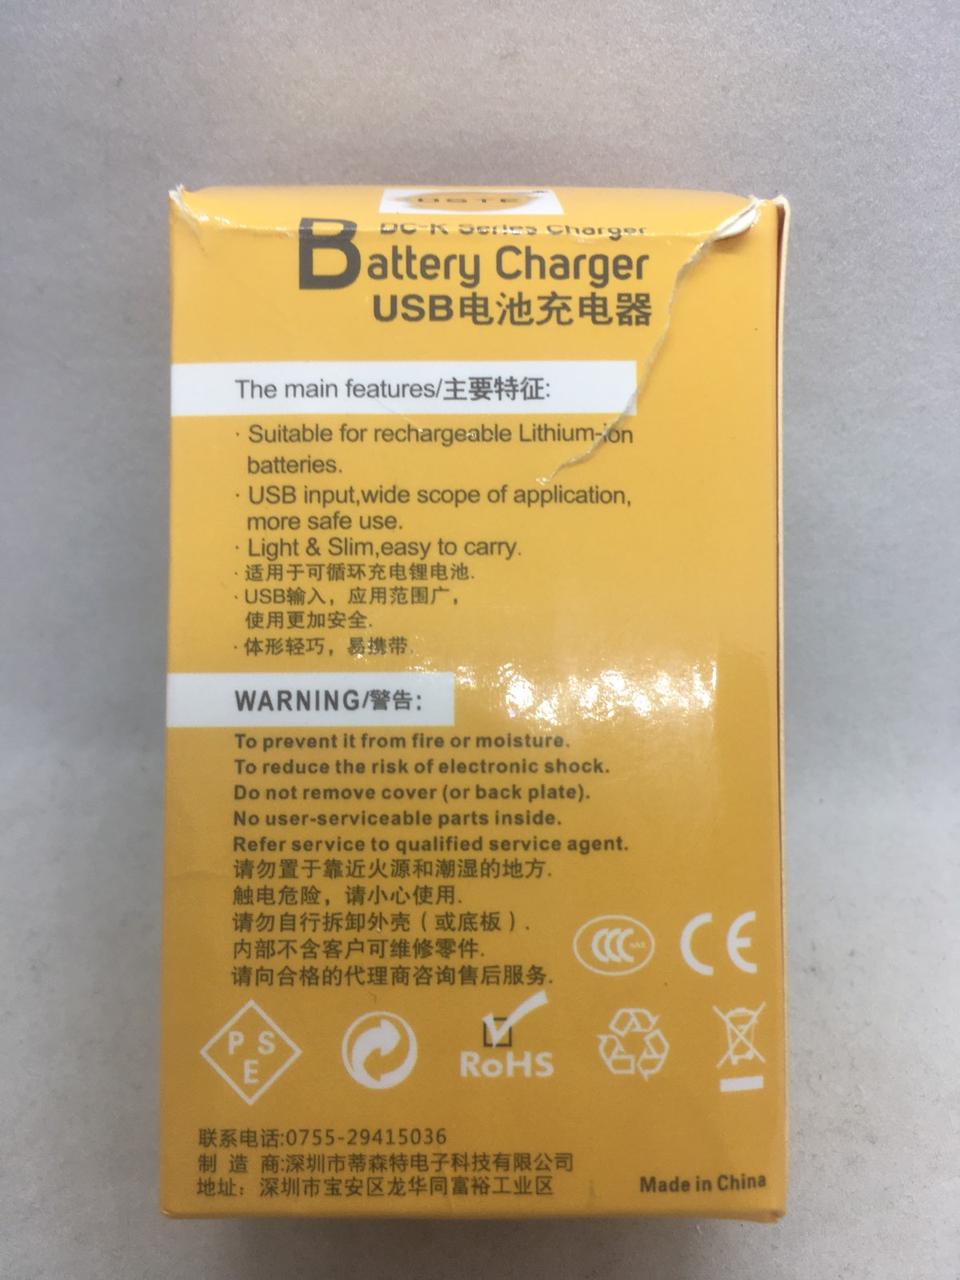 DSTE
DC-K Series Charger
Battery Charger
USB电池充电器
The main features/主要特征:
· Suitable for rechargeable Lithium-ion
batteries.
· USB input,wide scope of application,
more safe use.
· Light & Slim,easy to carry.
· 适用于可循环充电锂电池.
· USB输入，应用范围广，
使用更加安全.
· 体形轻巧，易携带.
WARNING/警告:
To prevent it from fire or moisture.
To reduce the risk of electronic shock.
Do not remove cover (or back plate).
No user-serviceable parts inside.
Refer service to qualified service agent.
请勿置于靠近火源和潮湿的地方.
触电危险，请小心使用.
请勿自行拆卸外壳（或底板）.
内部不含客户可维修零件.
请向合格的代理商咨询售后服务.
CCC CE
PSE
RoHS
联系电话:0755-29415036
制 造 商:深圳市蒂森特电子科技有限公司
地址：深圳市宝安区龙华同富裕工业区
Made in China